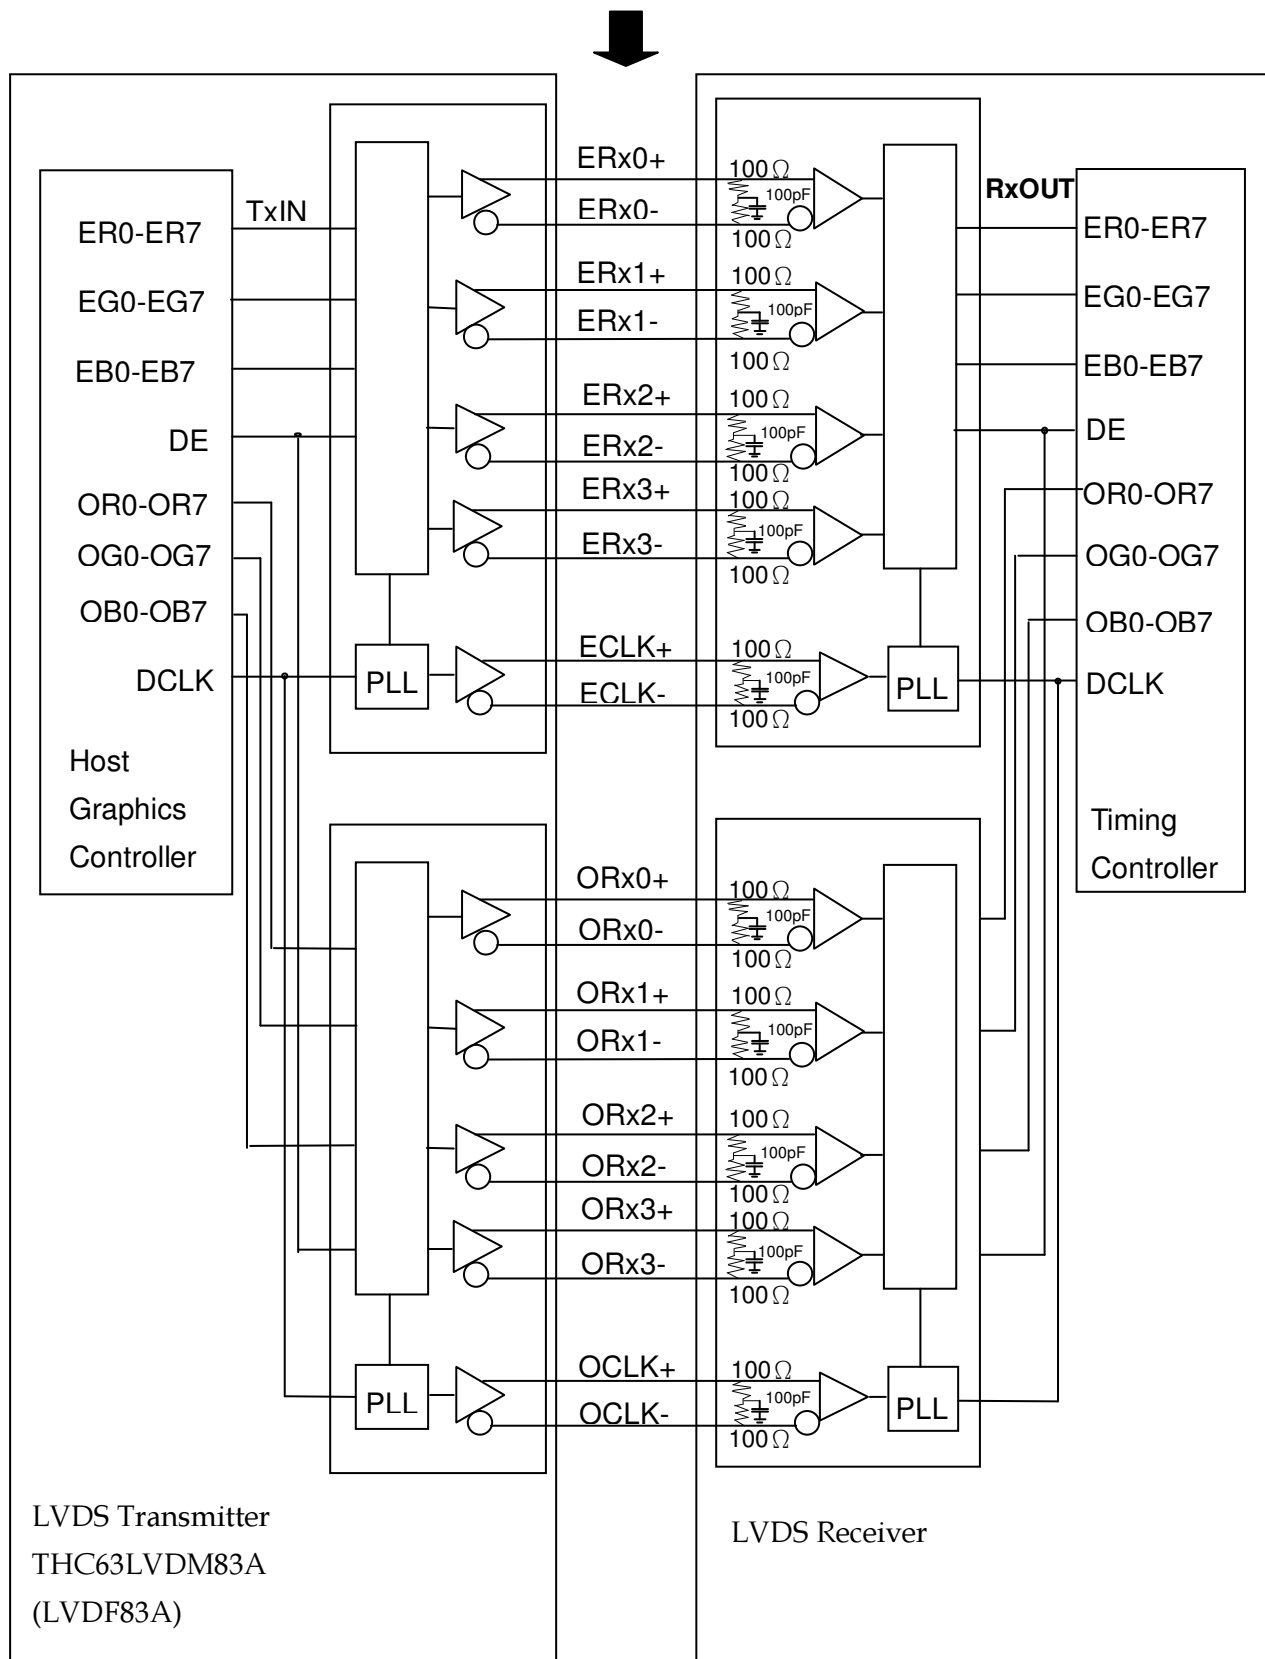 TxIN
ER0-ER7
EG0-EG7
EB0-EB7
DE
OR0-OR7
OG0-OG7
OB0-OB7
DCLK
Host
Graphics
Controller
PLL
ERx0+
ERx0-
ERx1+
ERx1-
ERx2+
ERx2-
ERx3+
ERx3-
ECLK+
ECLK-
100Ω
100pF
100Ω
100Ω
100pF
100Ω
100Ω
100pF
100Ω
100Ω
100pF
100Ω
100Ω
100pF
100Ω
PLL
RxOUT
ER0-ER7
EG0-EG7
EB0-EB7
DE
OR0-OR7
OG0-OG7
OB0-OB7
DCLK
Timing
Controller
PLL
ORx0+
ORx0-
ORx1+
ORx1-
ORx2+
ORx2-
ORx3+
ORx3-
OCLK+
OCLK-
100Ω
100pF
100Ω
100Ω
100pF
100Ω
100Ω
100pF
100Ω
100Ω
100pF
100Ω
100Ω
100pF
100Ω
PLL
LVDS Transmitter
THC63LVDM83A
(LVDF83A)
LVDS Receiver